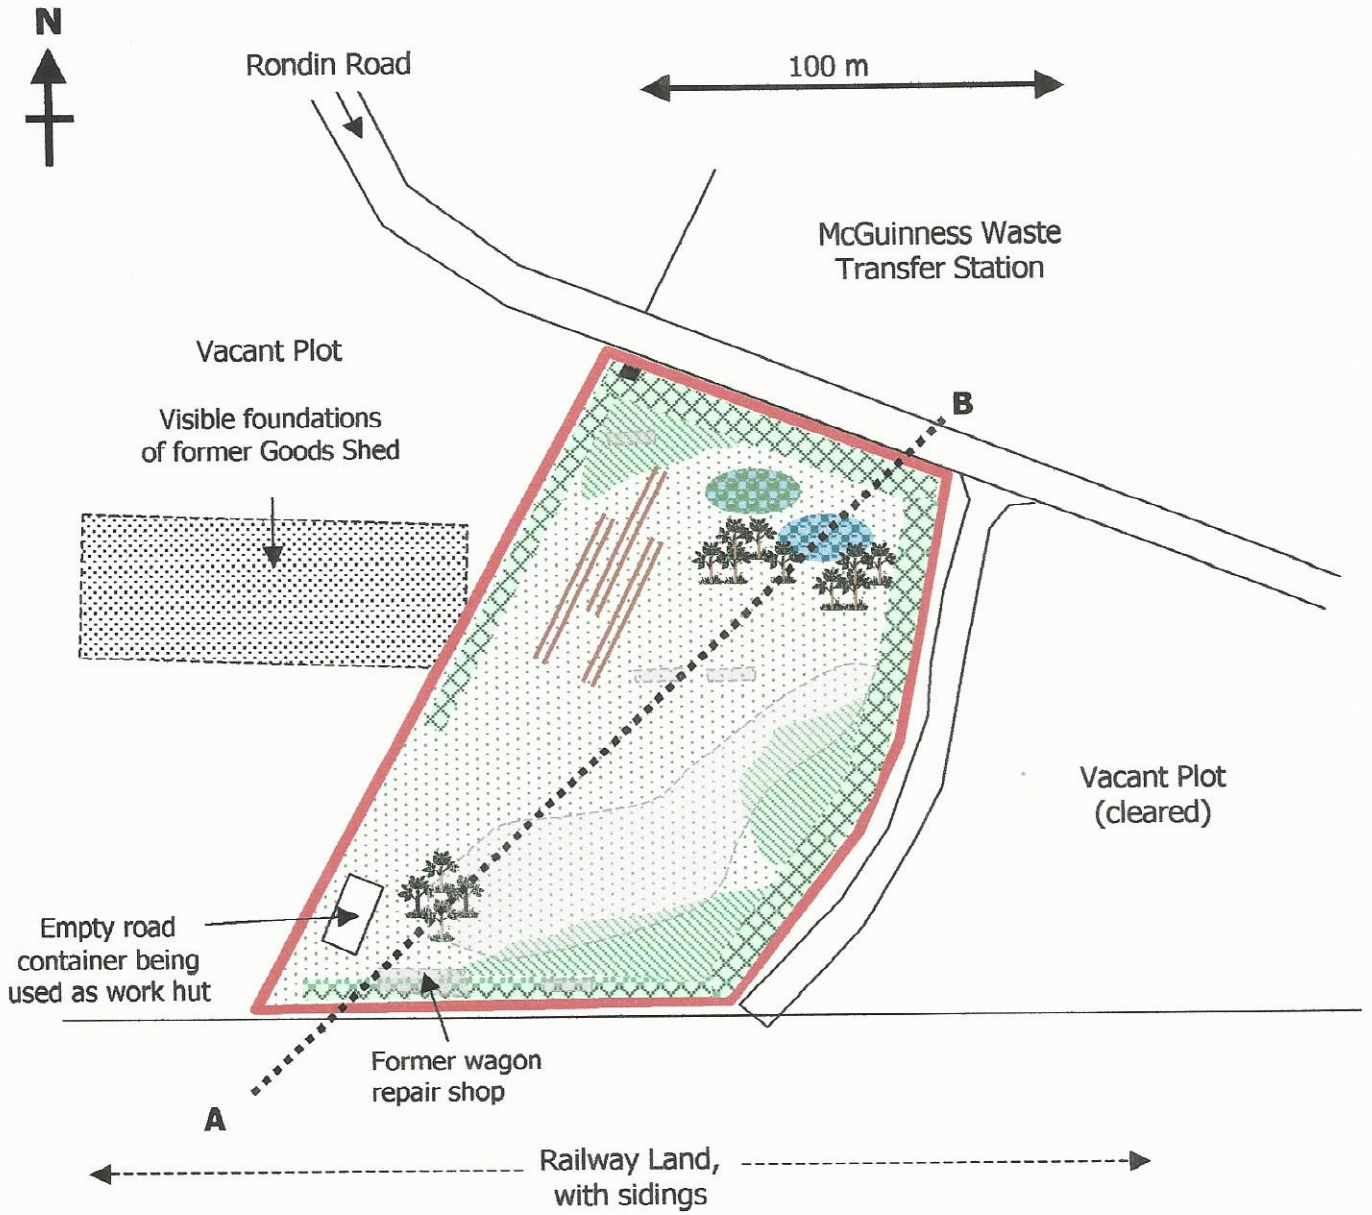 N
Rondin Road
100 m
McGuinness Waste
Transfer Station
Vacant Plot
Visible foundations
of former Goods Shed
B
Vacant Plot
(cleared)
Empty road
container being
used as work hut
Former wagon
repair shop
A
Railway Land,
with sidings